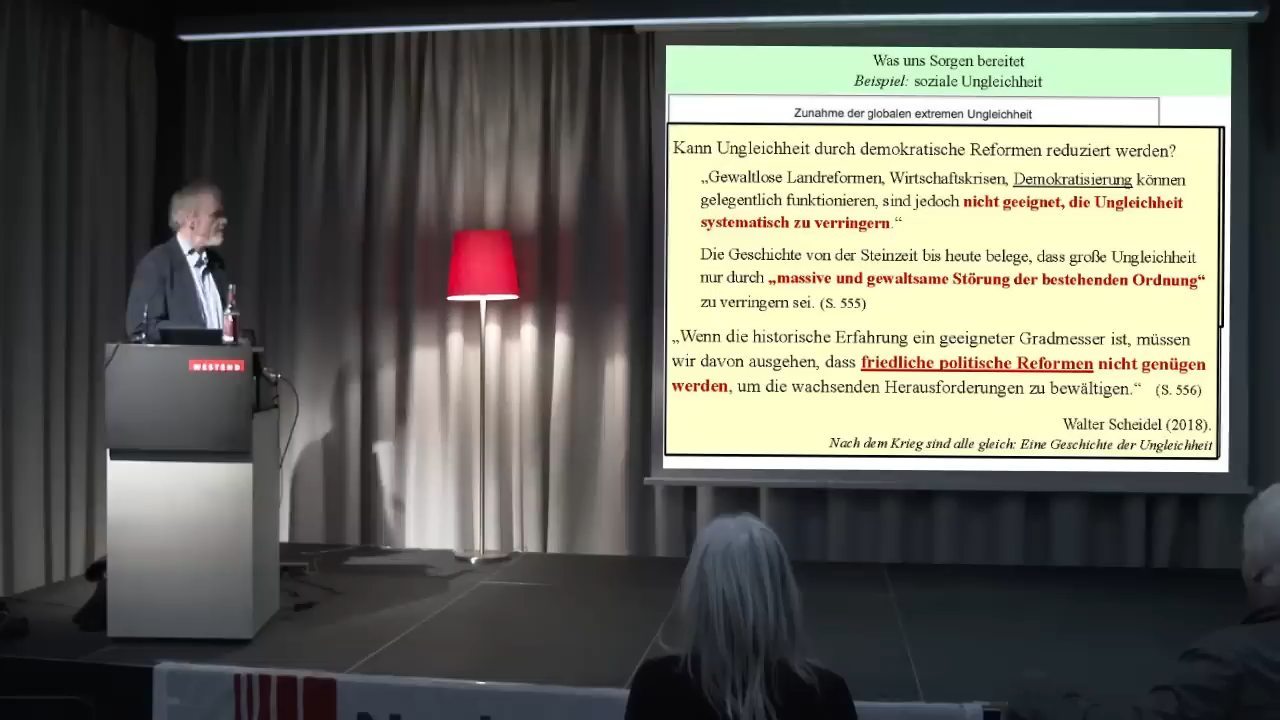 Was uns Sorgen bereitet
Beispiel: soziale Ungleichheit
Zunahme der globalen extremen Ungleichheit
Kann Ungleichheit durch demokratische Reformen reduziert werden?
„Gewaltlose Landreformen, Wirtschaftskrisen, Demokratisierung können
gelegentlich funktionieren, sind jedoch nicht geeignet, die Ungleichheit
systematisch zu verringern.“
Die Geschichte von der Steinzeit bis heute belege, dass große Ungleichheit
nur durch „massive und gewaltsame Störung der bestehenden Ordnung“
zu verringern sei. (S. 555)
„Wenn die historische Erfahrung ein geeigneter Gradmesser ist, müssen
wir davon ausgehen, dass friedliche politische Reformen nicht genügen
werden, um die wachsenden Herausforderungen zu bewältigen.“ (S. 556)
Walter Scheidel (2018).
Nach dem Krieg sind alle gleich: Eine Geschichte der Ungleichheit
WESTEND